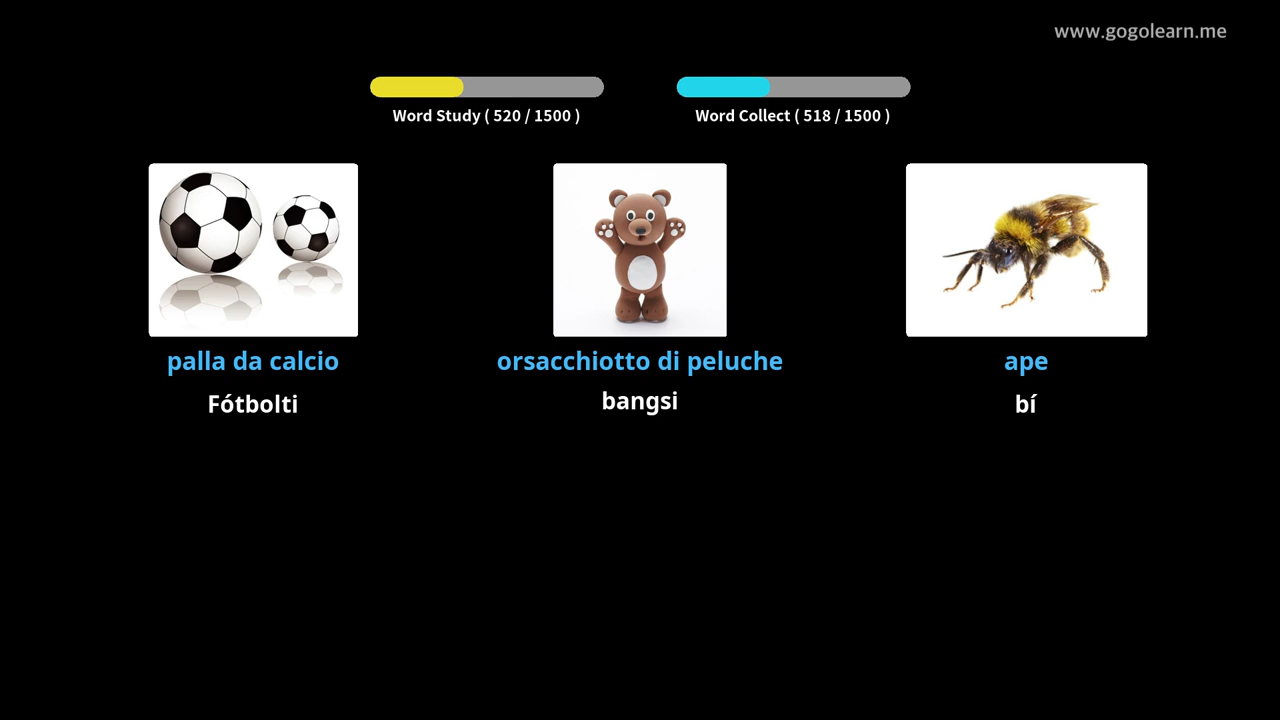 www.gogolearn.me
Word Study ( 520 / 1500 )
Word Collect ( 518 / 1500 )
palla da calcio
Fótbolti
orsacchiotto di peluche
bangsi
ape
bí